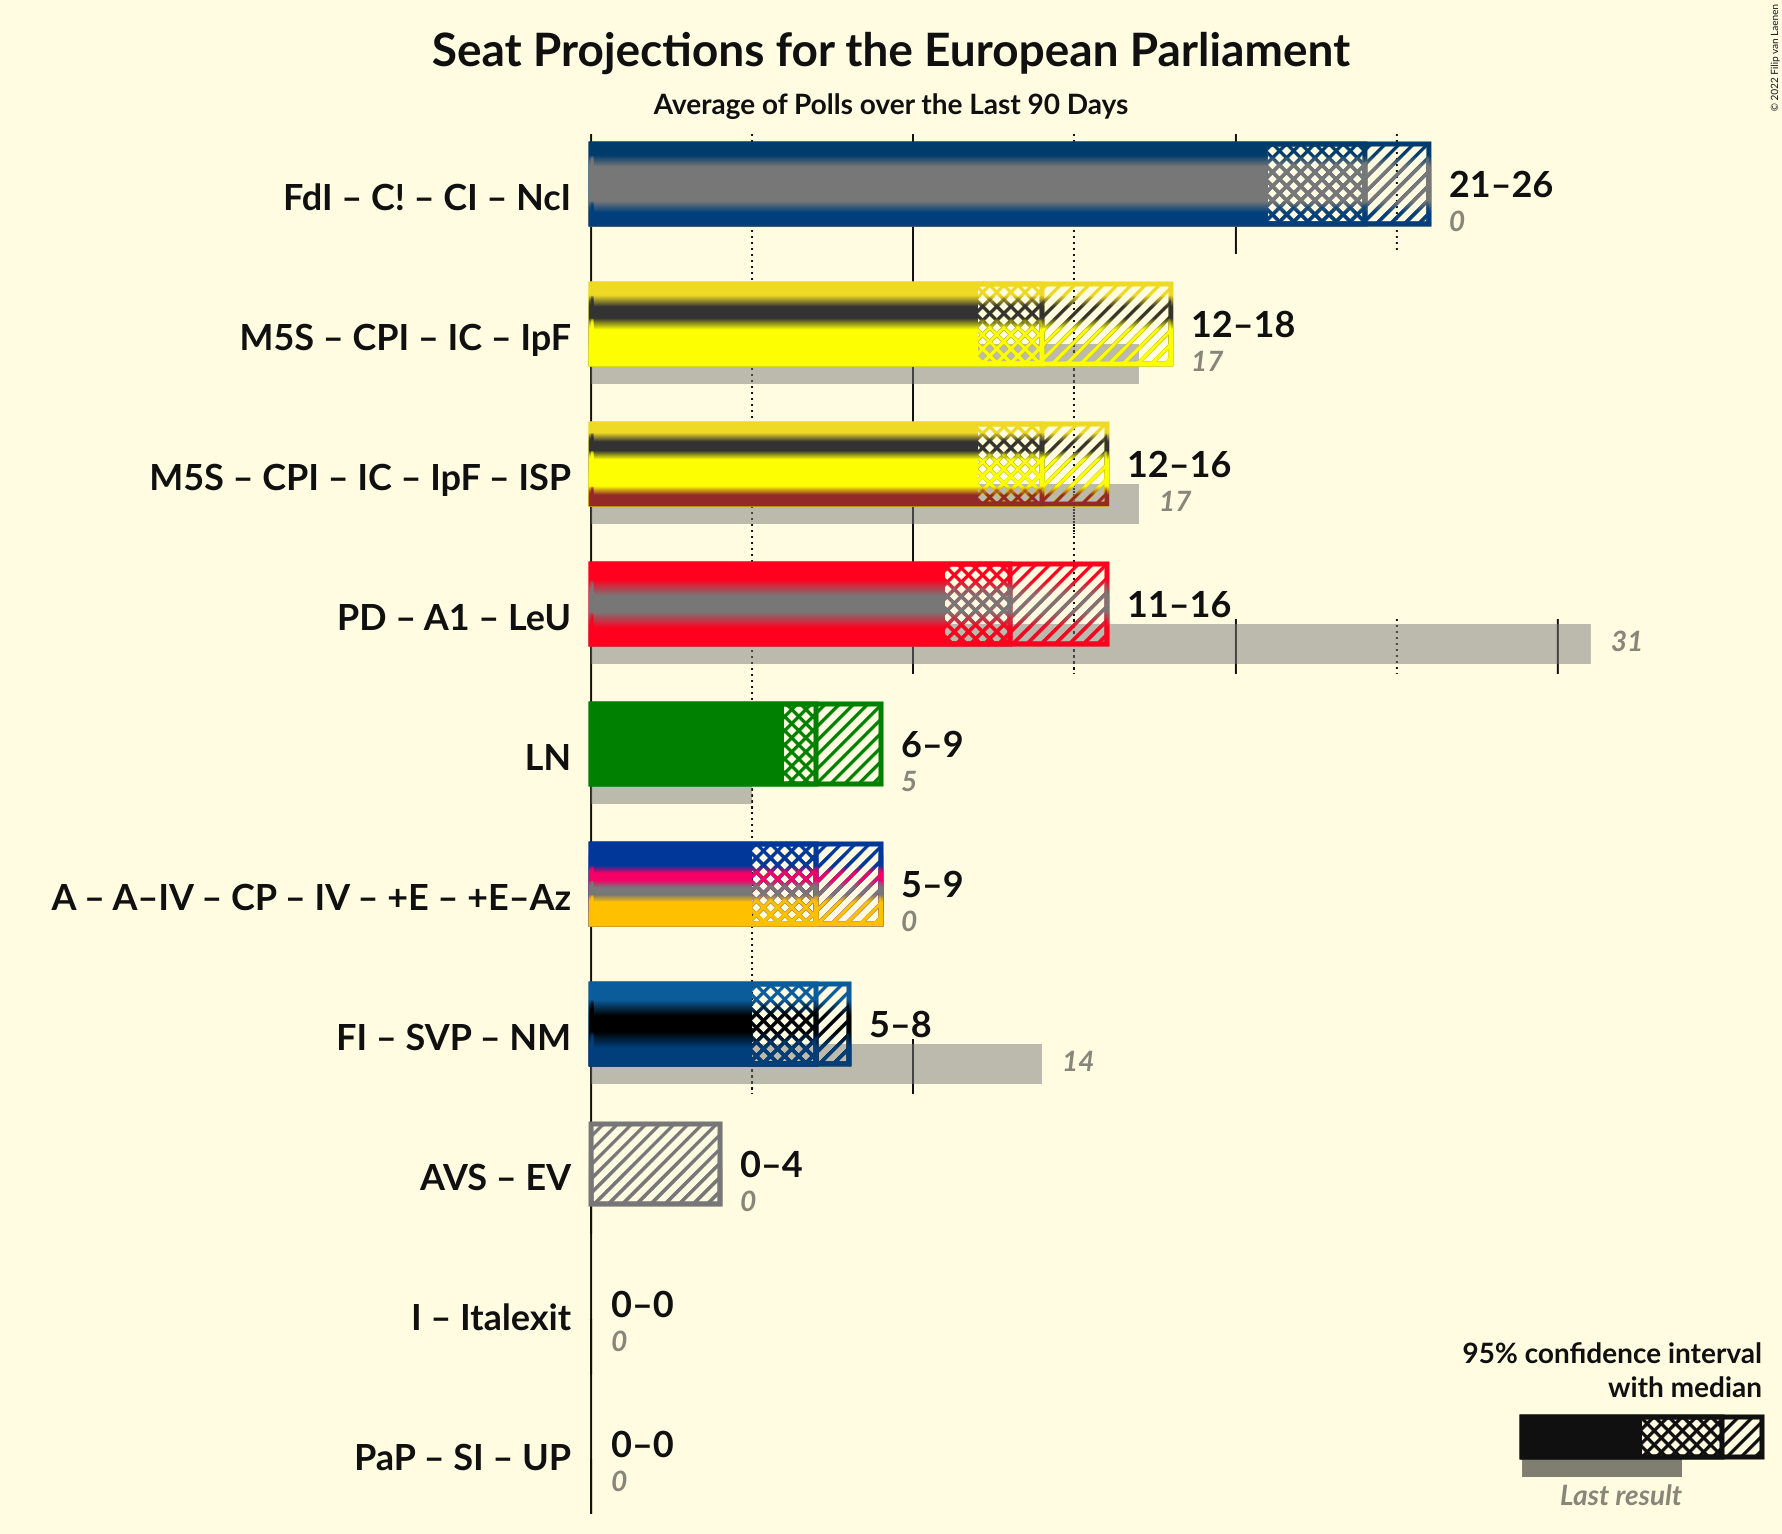 Seat Projections for the European Parliament
Average of Polls over the Last 90 Days
© 2022 Filip van Laenen
FdI – C! – CI – NcI
21–26
0
M5S – CPI – IC – IpF
12–18
17
M5S – CPI – IC – IpF – ISP
12–16
17
PD – A1 – LeU
11–16
31
LN
6–9
5
A – A–IV – CP – IV – +E – +E–Az
5–9
0
FI – SVP – NM
5–8
14
AVS – EV
0–4
0
I – Italexit
0–0
0
PaP – SI – UP
0–0
0
95% confidence interval
with median
Last result